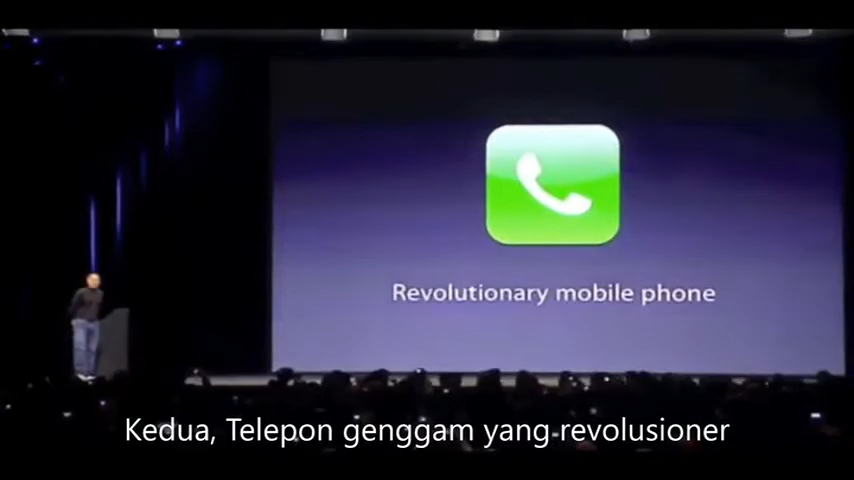 Revolutionary mobile phone
Kedua, Telepon genggam yang revolusioner